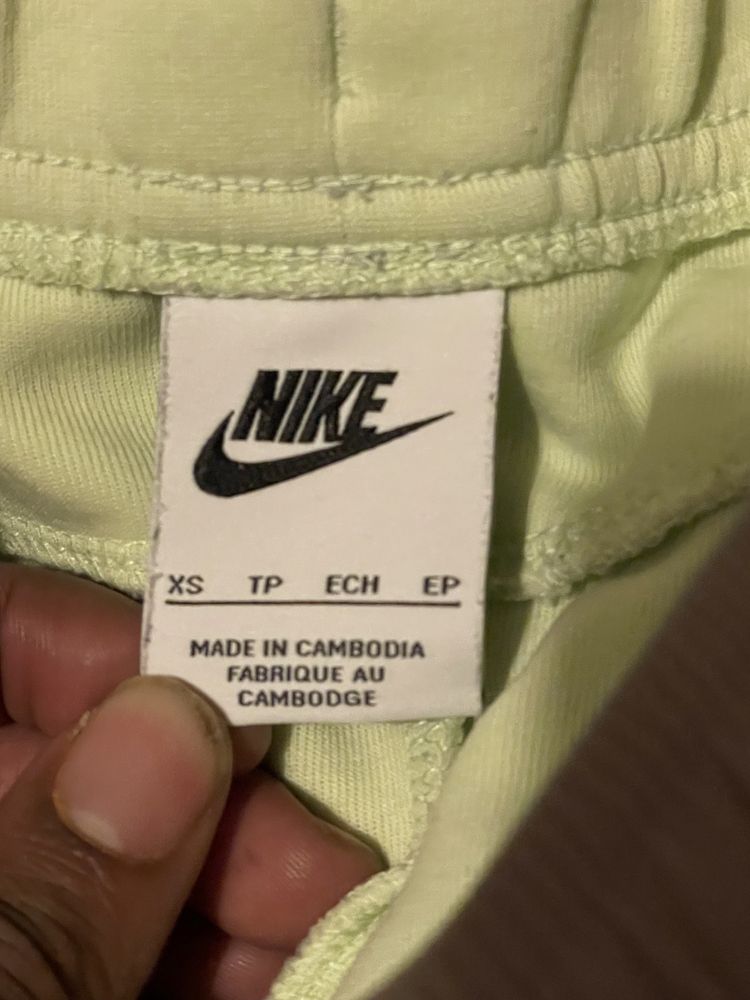 NIKE
XS TP ECH EP
MADE IN CAMBODIA
FABRIQUE AU
CAMBODGE